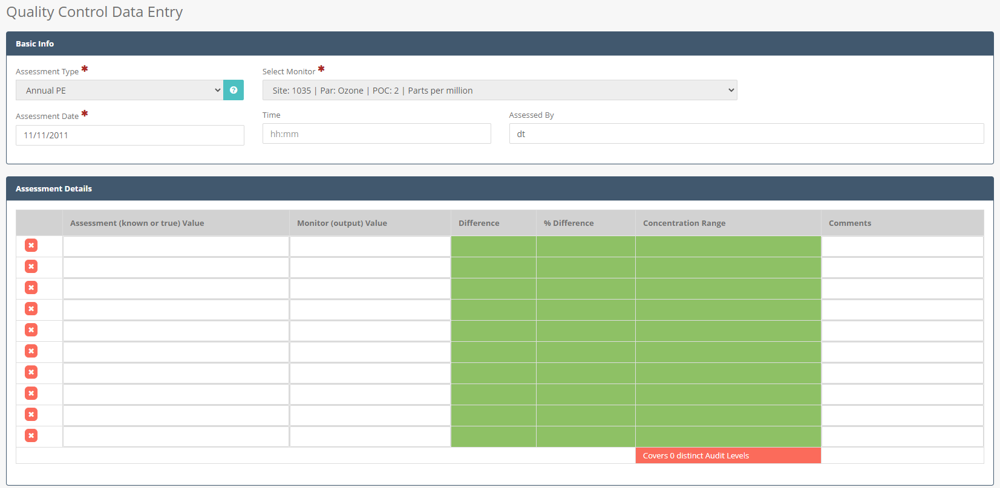 Quality Control Data Entry
Basic Info
Assessment Type ✱
Select Monitor ✱
Annual PE
Site: 1035 | Par: Ozone | POC: 2 | Parts per million
Assessment Date ✱
Time
Assessed By
11/11/2011
hh:mm
dt
Assessment Details
Assessment (known or true) Value
Monitor (output) Value
Difference
% Difference
Concentration Range
Comments
Covers 0 distinct Audit Levels